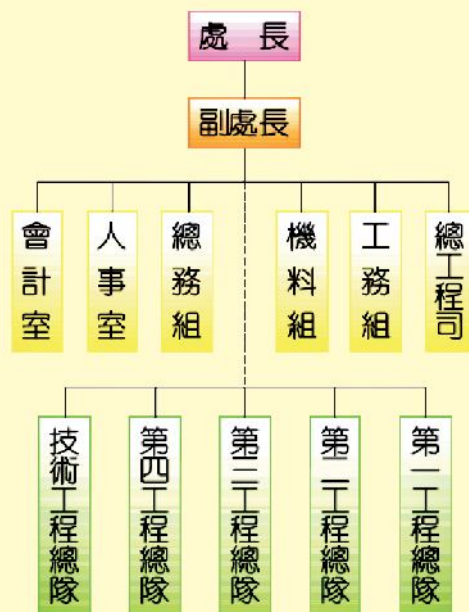 處長
副處長
會計室
人事室
總務組
機料組
工務組
總工程司
技術工程總隊
第四工程總隊
第三工程總隊
第二工程總隊
第一工程總隊